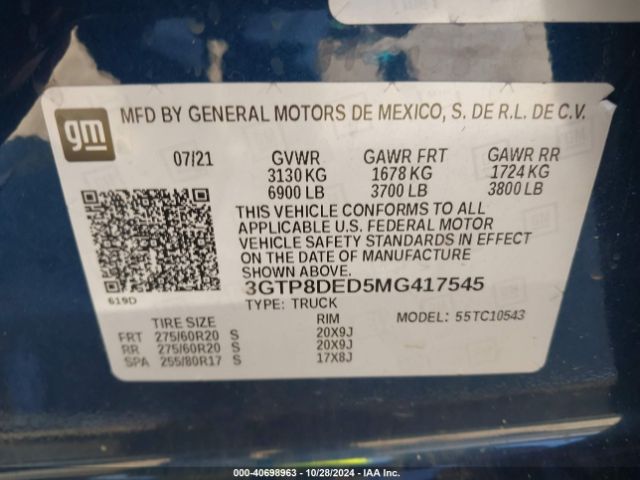 gm
MFD BY GENERAL MOTORS DE MEXICO, S. DE R.L. DE C.V.
07/21 GVWR GAWR FRT GAWR RR
3130 KG 1678 KG 1724 KG
6900 LB 3700 LB 3800 LB
THIS VEHICLE CONFORMS TO ALL
APPLICABLE U.S. FEDERAL MOTOR
VEHICLE SAFETY STANDARDS IN EFFECT
ON THE DATE OF MANUFACTURE
SHOWN ABOVE.
619D
3GTP8DED5MG417545
TYPE: TRUCK MODEL: 55TC10543
TIRE SIZE RIM
FRT 275/60R20 S 20X9J
RR 275/60R20 S 20X9J
SPA 255/80R17 S 17X8J
000-40698963 | 10/28/2024 | IAA Inc.